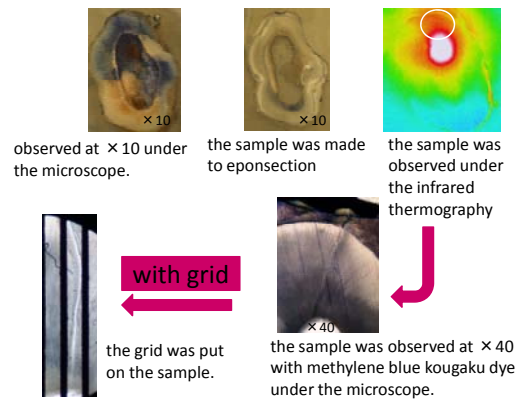 ×10
×10
observed at ×10 under
the microscope.
the sample was made
to eponsection
the sample was
observed under
the infrared
thermography
with grid
×40
the grid was put
on the sample.
the sample was observed at ×40
with methylene blue kougaku dye
under the microscope.